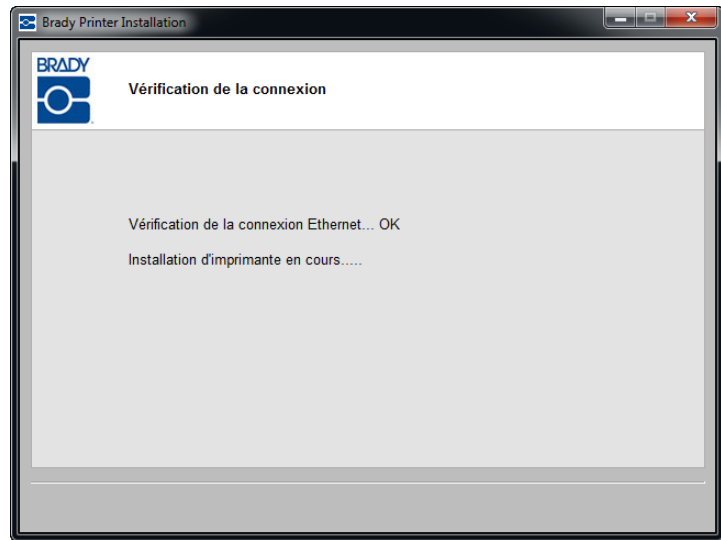 Brady Printer Installation
BRADY
Vérification de la connexion
Vérification de la connexion Ethernet... OK
Installation d'imprimante en cours.....